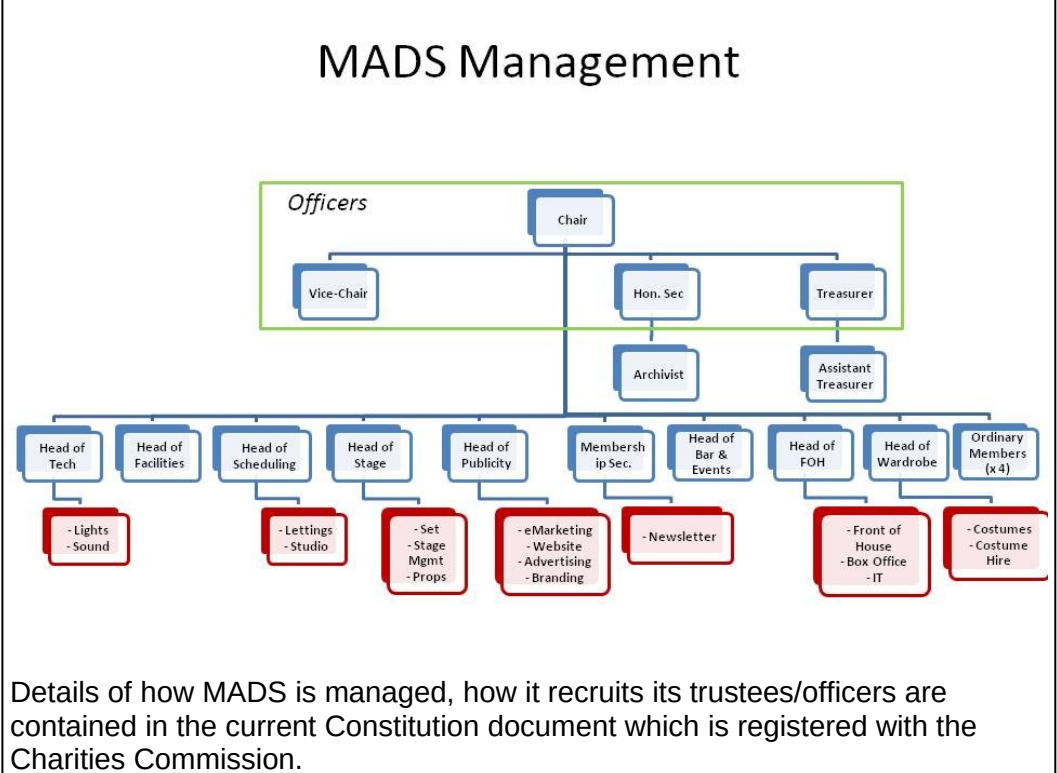 MADS Management
Officers
Chair
Vice-Chair
Hon. Sec
Treasurer
Archivist
Assistant
Treasurer
Head of
Tech
Head of
Facilities
Head of
Scheduling
Head of
Stage
Head of
Publicity
Membersh
ip Sec.
Head of
Bar &
Events
Head of
FOH
Head of
Wardrobe
Ordinary
Members
(x 4)
- Lights
- Sound
- Lettings
- Studio
- Set
- Stage
Mgmt
- Props
- eMarketing
- Website
- Advertising
- Branding
- Newsletter
- Front of
House
- Box Office
- IT
- Costumes
- Costume
Hire
Details of how MADS is managed, how it recruits its trustees/officers are
contained in the current Constitution document which is registered with the
Charities Commission.